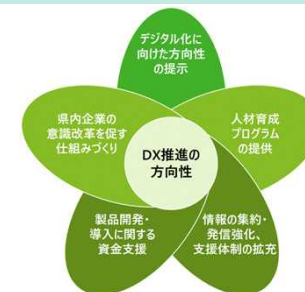 デジタル化に
向けた方向性
の提示
県内企業の
意識改革を促す
仕組みづくり
人材育成
プログラム
の提供
DX推進の
方向性
製品開発・
導入に関する
資金支援
情報の集約・
発信強化、
支援体制の拡充